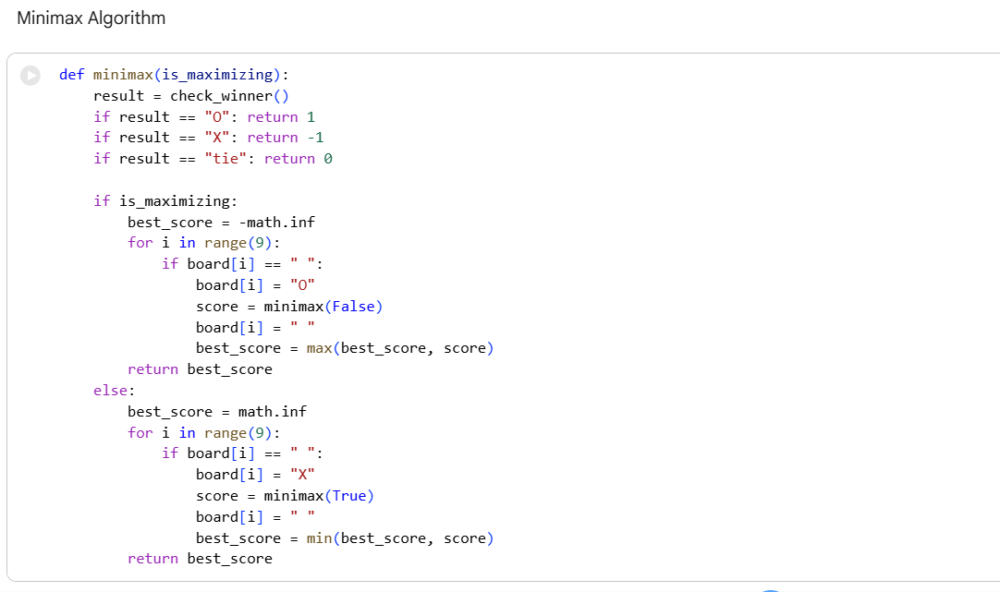 Minimax Algorithm
def minimax(is_maximizing):
    result = check_winner()
    if result == "O": return 1
    if result == "X": return -1
    if result == "tie": return 0

    if is_maximizing:
        best_score = -math.inf
        for i in range(9):
            if board[i] == " ":
                board[i] = "O"
                score = minimax(False)
                board[i] = " "
                best_score = max(best_score, score)
        return best_score
    else:
        best_score = math.inf
        for i in range(9):
            if board[i] == " ":
                board[i] = "X"
                score = minimax(True)
                board[i] = " "
                best_score = min(best_score, score)
        return best_score